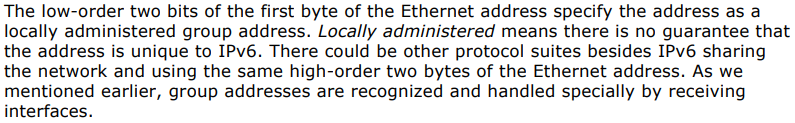 The low-order two bits of the first byte of the Ethernet address specify the address as a
locally administered group address. Locally administered means there is no guarantee that
the address is unique to IPv6. There could be other protocol suites besides IPv6 sharing
the network and using the same high-order two bytes of the Ethernet address. As we
mentioned earlier, group addresses are recognized and handled specially by receiving
interfaces.